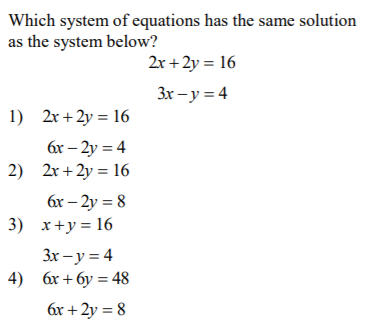 Which system of equations has the same solution
as the system below?
2x + 2y = 16
3x – y = 4
1) 2x + 2y = 16
6x – 2y = 4
2) 2x + 2y = 16
6x – 2y = 8
3) x + y = 16
3x – y = 4
4) 6x + 6y = 48
6x + 2y = 8